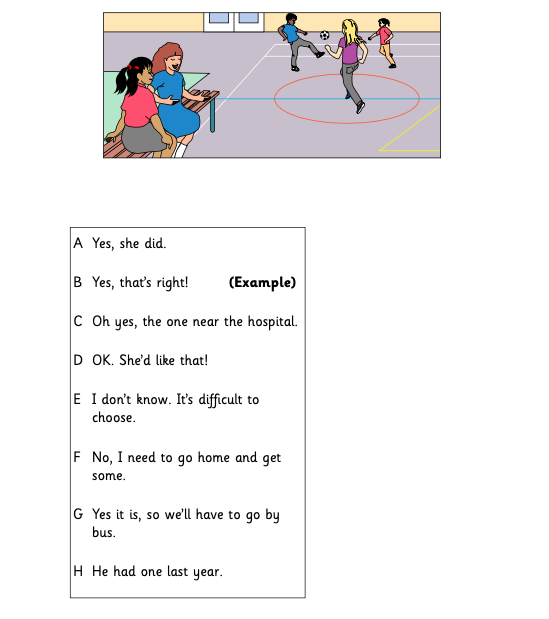 A Yes, she did.
B Yes, that's right! (Example)
C Oh yes, the one near the hospital.
D OK. She'd like that!
E I don't know. It's difficult to
choose.
F No, I need to go home and get
some.
G Yes it is, so we'll have to go by
bus.
H He had one last year.